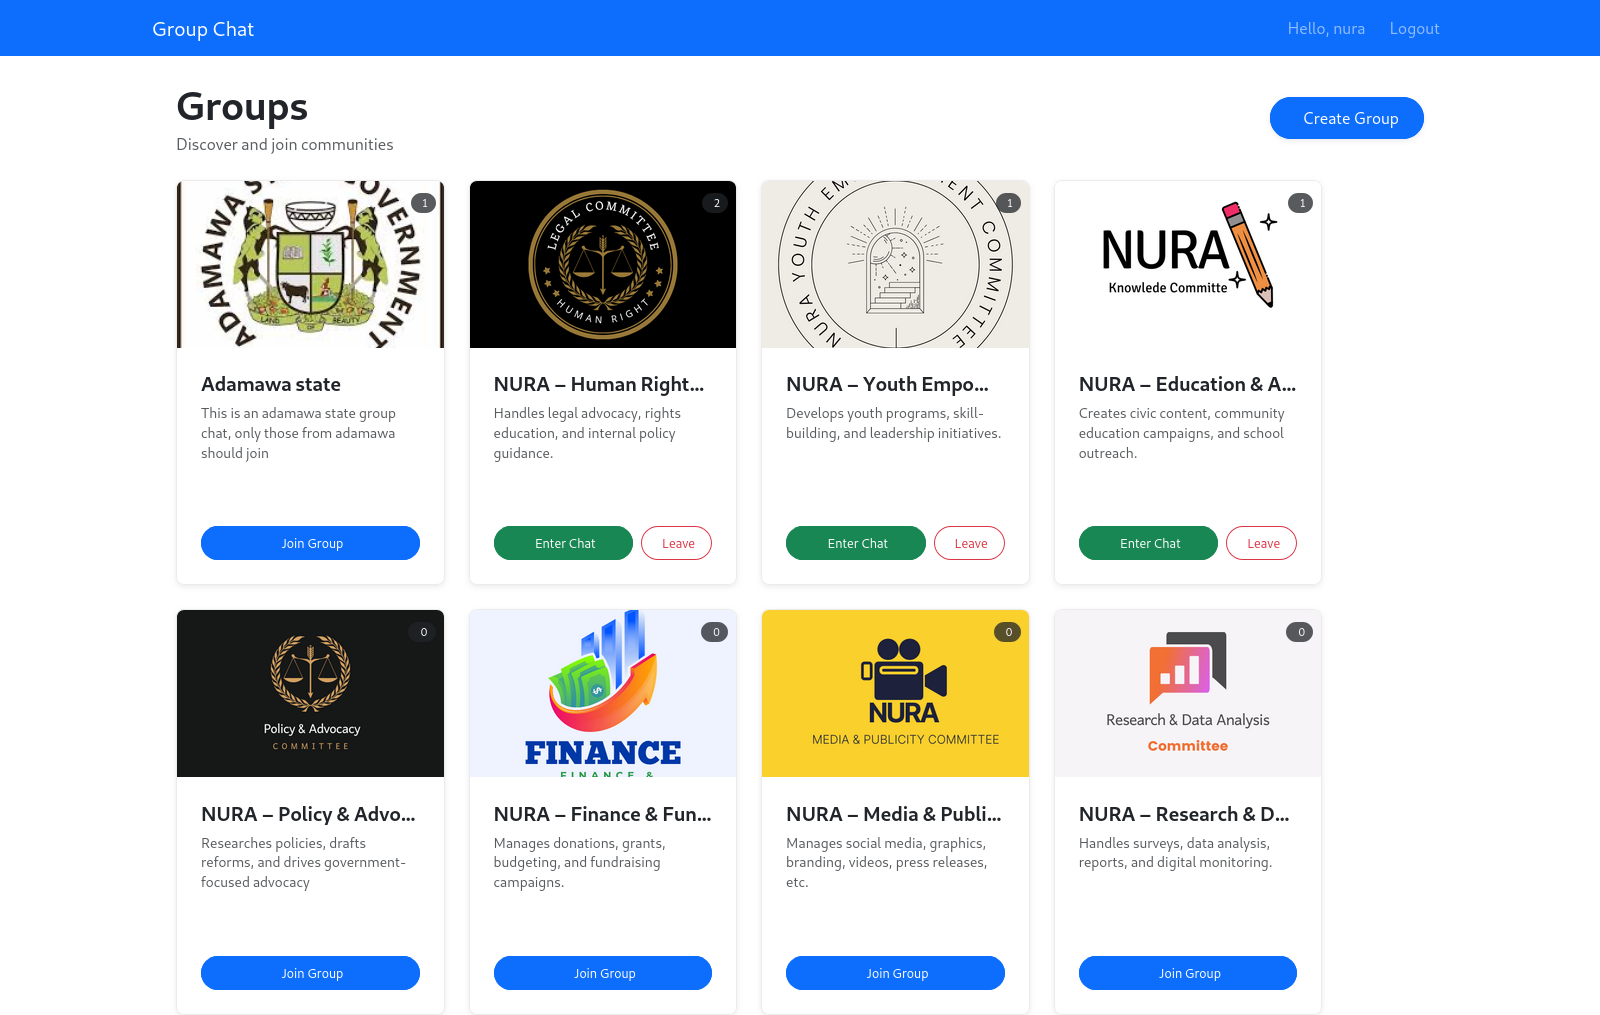 Group Chat
Hello, nura
Logout
Groups
Discover and join communities
Create Group
ADAMAWA STATE GOVERNMENT
LAND OF BEAUTY
1
LEGAL COMMITTEE
HUMAN RIGHT
2
NURA YOUTH EMPOWERMENT COMMITTEE
1
NURA
Knowlede Committe
1
Adamawa state
This is an adamawa state group
chat, only those from adamawa
should join
Join Group
NURA – Human Right...
Handles legal advocacy, rights
education, and internal policy
guidance.
Enter Chat
Leave
NURA – Youth Empo...
Develops youth programs, skill-
building, and leadership initiatives.
Enter Chat
Leave
NURA – Education & A...
Creates civic content, community
education campaigns, and school
outreach.
Enter Chat
Leave
Policy & Advocacy
COMMITTEE
0
FINANCE
FINANCE &
0
NURA
MEDIA & PUBLICITY COMMITTEE
0
Research & Data Analysis
Committee
0
NURA – Policy & Advo...
Researches policies, drafts
reforms, and drives government-
focused advocacy
Join Group
NURA – Finance & Fun...
Manages donations, grants,
budgeting, and fundraising
campaigns.
Join Group
NURA – Media & Publi...
Manages social media, graphics,
branding, videos, press releases,
etc.
Join Group
NURA – Research & D...
Handles surveys, data analysis,
reports, and digital monitoring.
Join Group